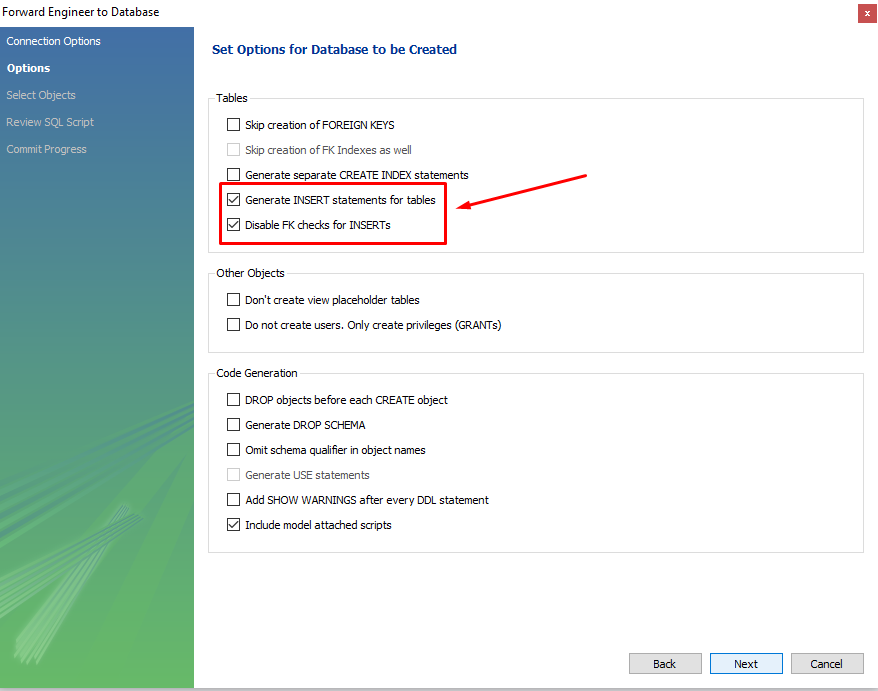 Forward Engineer to Database
x
Connection Options
Options
Select Objects
Review SQL Script
Commit Progress
Set Options for Database to be Created
Tables
Skip creation of FOREIGN KEYS
Skip creation of FK Indexes as well
Generate separate CREATE INDEX statements
Generate INSERT statements for tables
Disable FK checks for INSERTs
Other Objects
Don't create view placeholder tables
Do not create users. Only create privileges (GRANTs)
Code Generation
DROP objects before each CREATE object
Generate DROP SCHEMA
Omit schema qualifier in object names
Generate USE statements
Add SHOW WARNINGS after every DDL statement
Include model attached scripts
Back
Next
Cancel